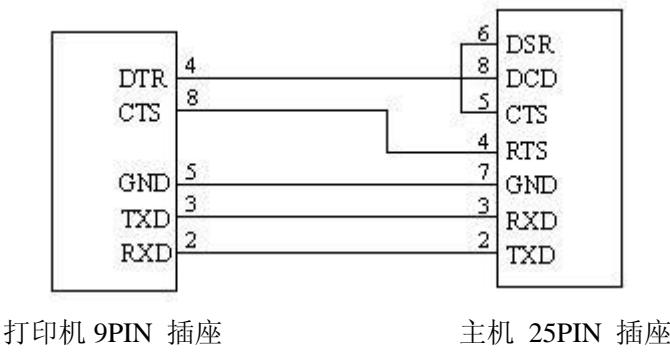 6 DSR
DTR 4 8 DCD
CTS 8 5 CTS
4 RTS
GND 5 7 GND
TXD 3 3 RXD
RXD 2 2 TXD
打印机 9PIN 插座 主机 25PIN 插座